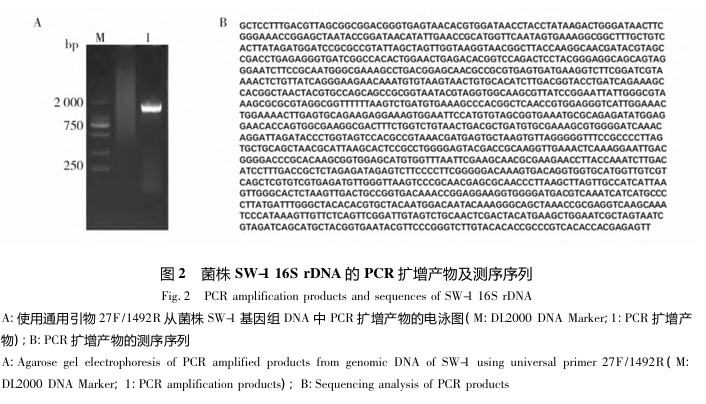 A
B
M
1
bp
2 000
750
250
GCTCCTTTGACGTTAGCGGCGGACGGGTGAGTAACACGTGGATAACCTACCTATAAGACTGGGATAACTTC
GGGAAACCGGAGCTAATACCGGATAACATATTGAACCGCATGGTTCAATAGTGAAAGGCGGCTTTGCTGTC
ACTTATAGATGGATCCGCGCCGTATTAGCTAGTTGGTAAGGTAACGGCTTACCAAGGCAACGATACGTAGC
CGACCTGAGAGGGTGATCGGCCACACTGGAACTGAGACACGGTCCAGACTCCTACGGGAGGCAGCAGTAG
GGAATCTTCCGCAATGGGCGAAAGCCTGACGGAGCAACGCCGCGTGAGTGATGAAGGTCTTCGGATCGTA
AAACTCTGTTATCAGGGAAGAACAAATGTGTAAGTAACTGTGCACATCTTGACGGTACCTGATCAGAAAGC
CACGGCTAACTACGTGCCAGCAGCCGCGGTAATACGTAGGTGGCAAGCGTTATCCGGAATTATTGGGCGTA
AAGCGCGCGTAGGCGGTTTTTTAAGTCTGATGTGAAAGCCCACGGCTCAACCGTGGAGGGTCATTGGAAAC
TGGAAAACTTGAGTGCAGAAGAGGAAAGTGGAATTCCATGTGTAGCGGTGAAATGCGCAGAGATATGGAG
GAACACCAGTGGCGAAGGCGACTTTCTGGTCTGTAACTGACGCTGATGTGCGAAAGCGTGGGGATCAAAC
AGGATTAGATACCCTGGTAGTCCACGCCGTAAACGATGAGTGCTAAGTGTTAGGGGGTTTCCGCCCCTTAG
TGCTGCAGCTAACGCATTAAGCACTCCGCCTGGGGAGTACGACCGCAAGGTTGAAACTCAAAGGAATTGAC
GGGGACCCGCACAAGCGGTGGAGCATGTGGTTTAATTCGAAGCAACGCGAAGAACCTTACCAAATCTTGAC
ATCCTTTGACCGCTCTAGAGATAGAGTCTTCCCCTTCGGGGGACAAAGTGACAGGTGGTGCATGGTTGTCGT
CAGCTCGTGTCGTGAGATGTTGGGTTAAGTCCCGCAACGAGCGCAACCCTTAAGCTTAGTTGCCATCATTAA
GTTGGGCACTCTAAGTTGACTGCCGGTGACAAACCGGAGGAAGGTGGGGATGACGTCAAATCATCATGCCC
CTTATGATTTGGGCTACACACGTGCTACAATGGACAATACAAAGGGCAGCTAAACCGCGAGGTCAAGCAAA
TCCCATAAAGTTGTTCTCAGTTCGGATTGTAGTCTGCAACTCGACTACATGAAGCTGGAATCGCTAGTAATC
GTAGATCAGCATGCTACGGTGAATACGTTCCCGGGTCTTGTACACACCGCCCGTCACACCACGAGAGTT
图 2 菌株 SW-1 16S rDNA 的 PCR 扩增产物及测序序列
Fig. 2 PCR amplification products and sequences of SW-1 16S rDNA
A: 使用通用引物 27F/1492R 从菌株 SW-1 基因组 DNA 中 PCR 扩增产物的电泳图( M: DL2000 DNA Marker; 1: PCR 扩增产
物) ; B: PCR 扩增产物的测序序列
A: Agarose gel electrophoresis of PCR amplified products from genomic DNA of SW-1 using universal primer 27F/1492R ( M:
DL2000 DNA Marker; 1: PCR amplification products) ; B: Sequencing analysis of PCR products